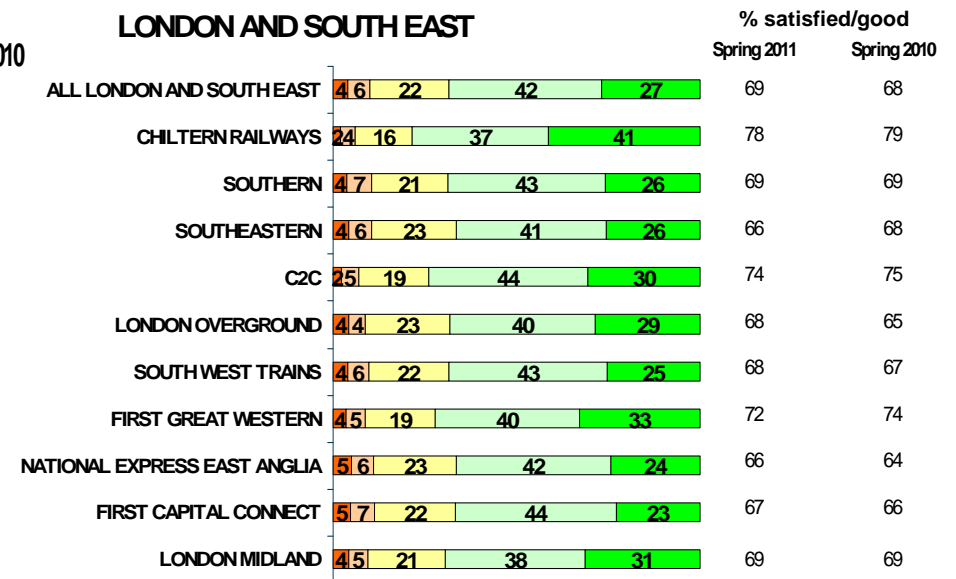 LONDON AND SOUTH EAST % satisfied/good
010 Spring 2011 Spring 2010
ALL LONDON AND SOUTH EAST 4 6 22 42 27 69 68
CHILTERN RAILWAYS 2 4 16 37 41 78 79
SOUTHERN 4 7 21 43 26 69 69
SOUTHEASTERN 4 6 23 41 26 66 68
C2C 2 5 19 44 30 74 75
LONDON OVERGROUND 4 4 23 40 29 68 65
SOUTH WEST TRAINS 4 6 22 43 25 68 67
FIRST GREAT WESTERN 4 5 19 40 33 72 74
NATIONAL EXPRESS EAST ANGLIA 5 6 23 42 24 66 64
FIRST CAPITAL CONNECT 5 7 22 44 23 67 66
LONDON MIDLAND 4 5 21 38 31 69 69